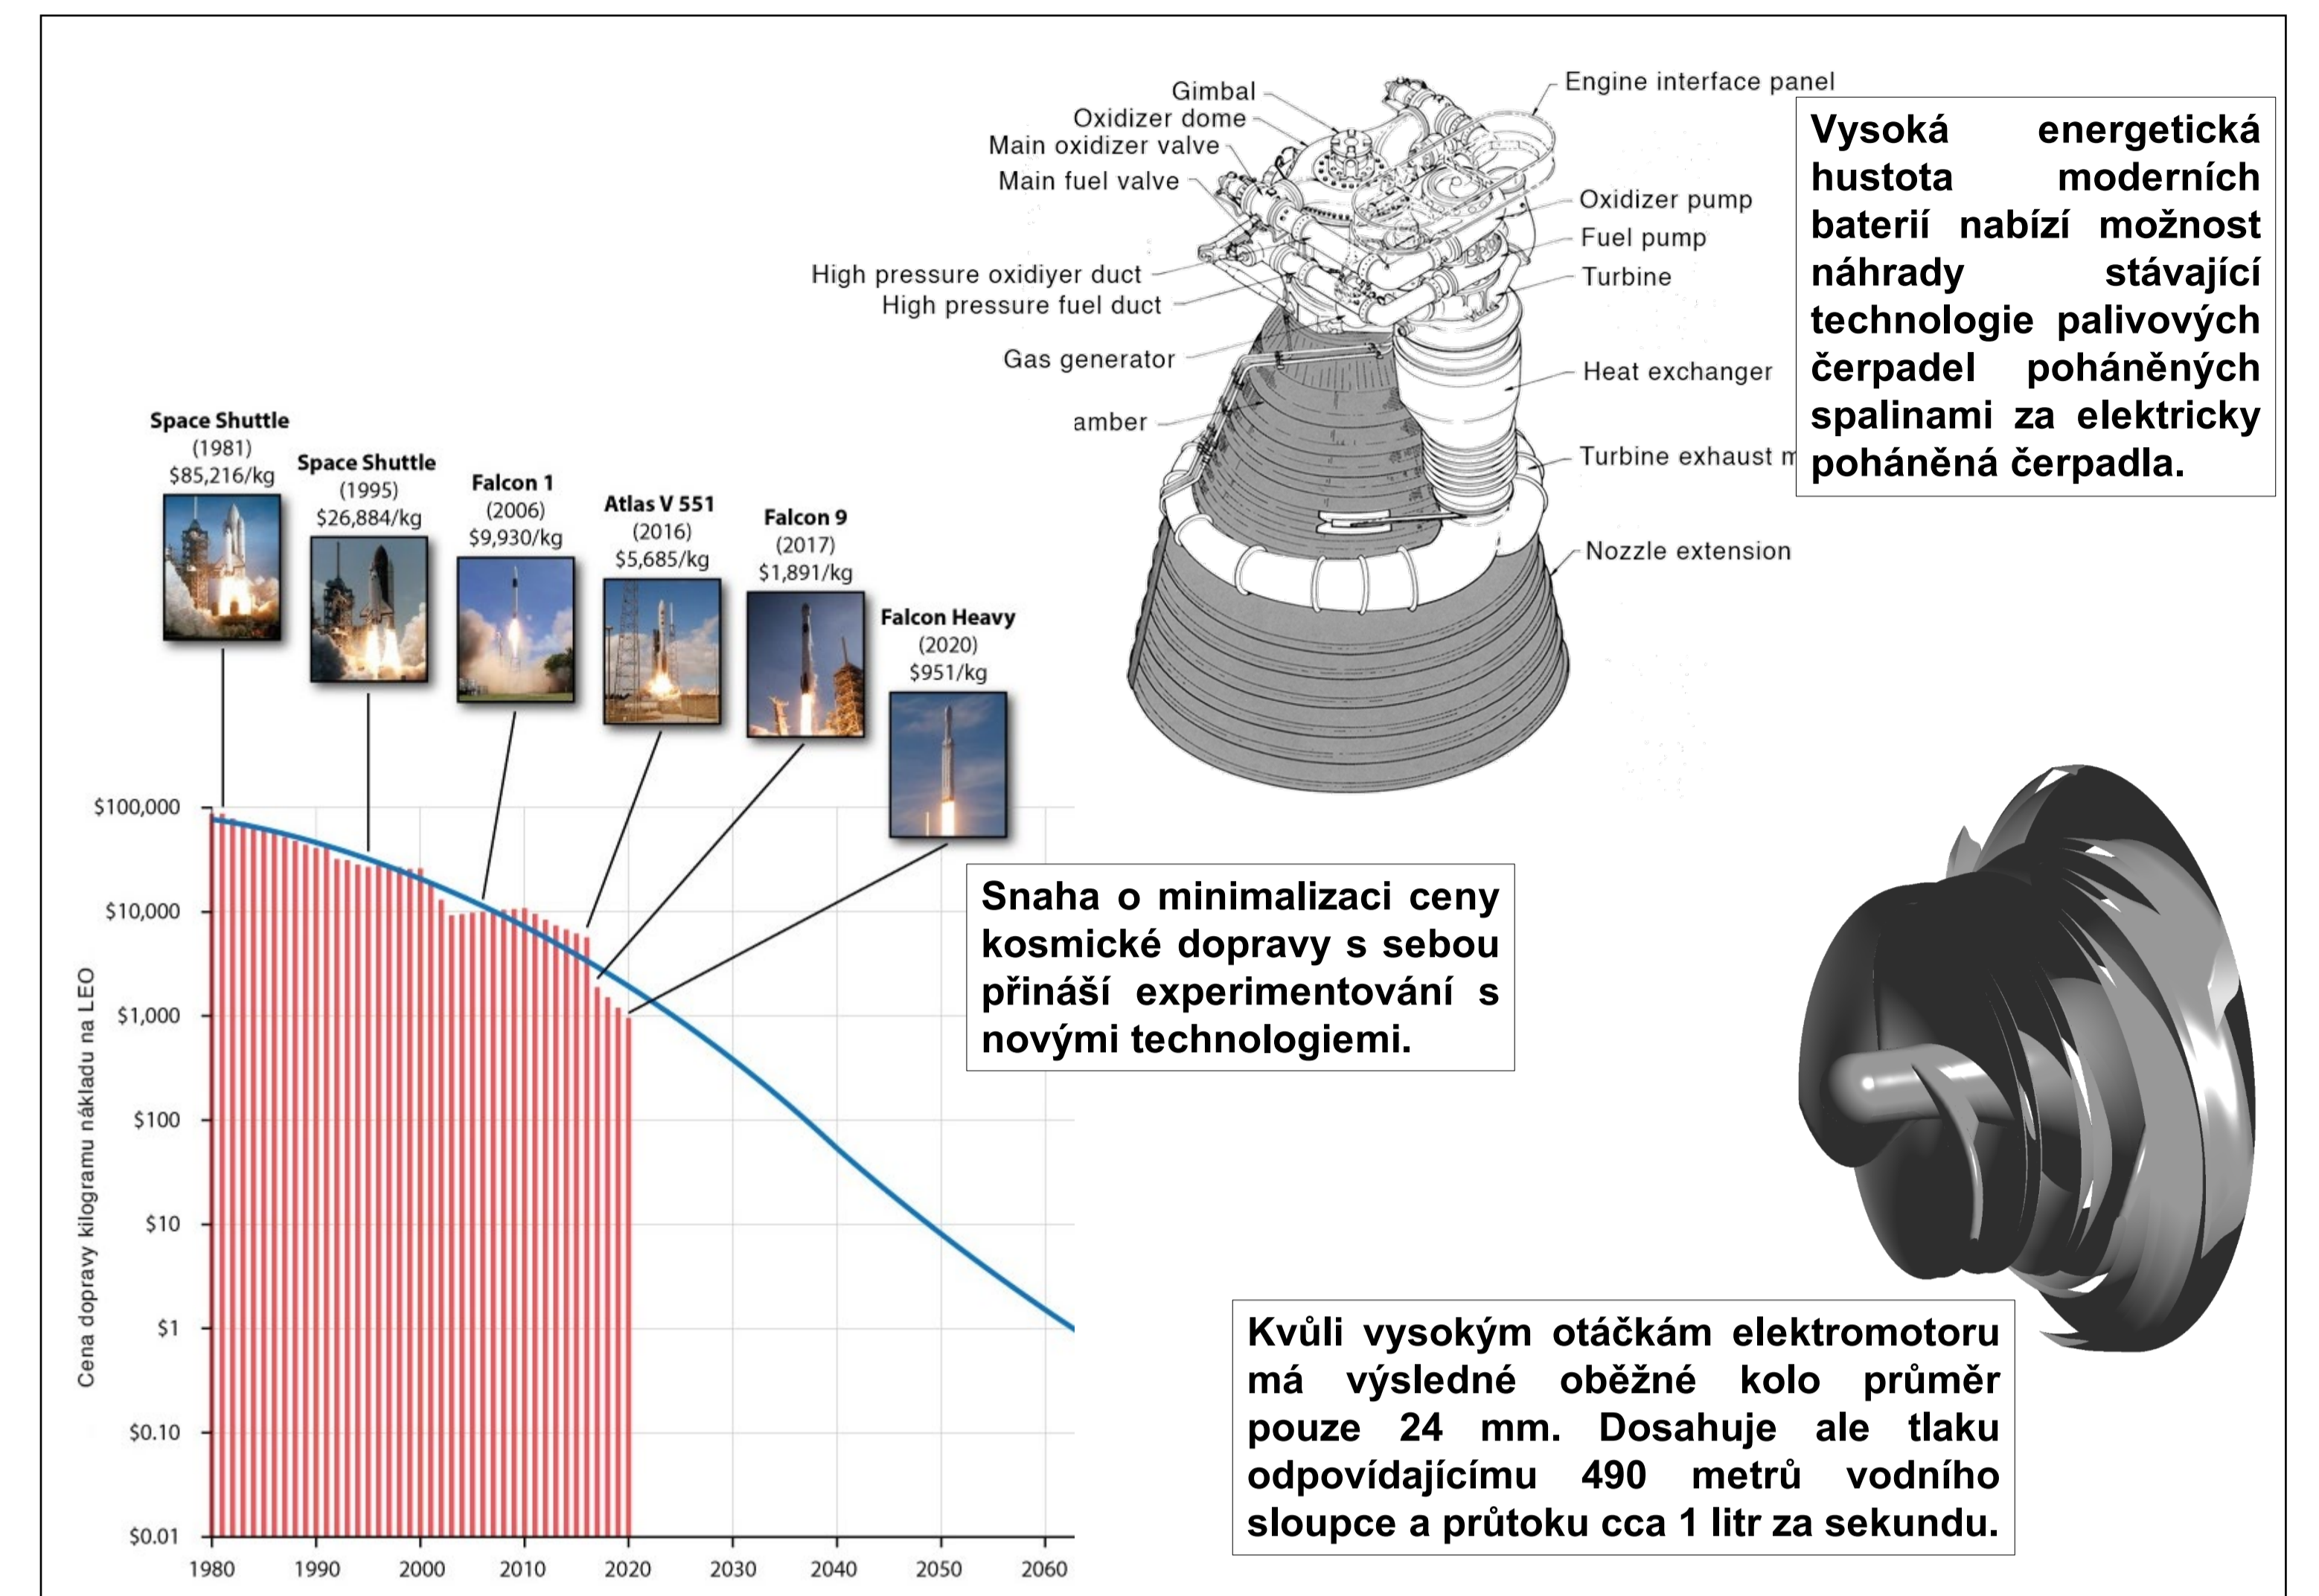 Gimbal
Oxidizer dome
Main oxidizer valve
Main fuel valve
High pressure oxidiyer duct
High pressure fuel duct
Gas generator
amber
Engine interface panel
Oxidizer pump
Fuel pump
Turbine
Heat exchanger
Turbine exhaust m
Nozzle extension
Vysoká energetická
hustota moderních
baterií nabízí možnost
náhrady stávající
technologie palivových
čerpadel poháněných
spalinami za elektricky
poháněná čerpadla.
Space Shuttle
(1981)
$85,216/kg
Space Shuttle
(1995)
$26,884/kg
Falcon 1
(2006)
$9,930/kg
Atlas V 551
(2016)
$5,685/kg
Falcon 9
(2017)
$1,891/kg
Falcon Heavy
(2020)
$951/kg
Cena dopravy kilogramu nákladu na LEO
$100,000
$10,000
$1,000
$100
$10
$1
$0.10
$0.01
1980 1990 2000 2010 2020 2030 2040 2050 2060
Snaha o minimalizaci ceny
kosmické dopravy s sebou
přináší experimentování s
novými technologiemi.
Kvůli vysokým otáčkám elektromotoru
má výsledné oběžné kolo průměr
pouze 24 mm. Dosahuje ale tlaku
odpovídajícímu 490 metrů vodního
sloupce a průtoku cca 1 litr za sekundu.